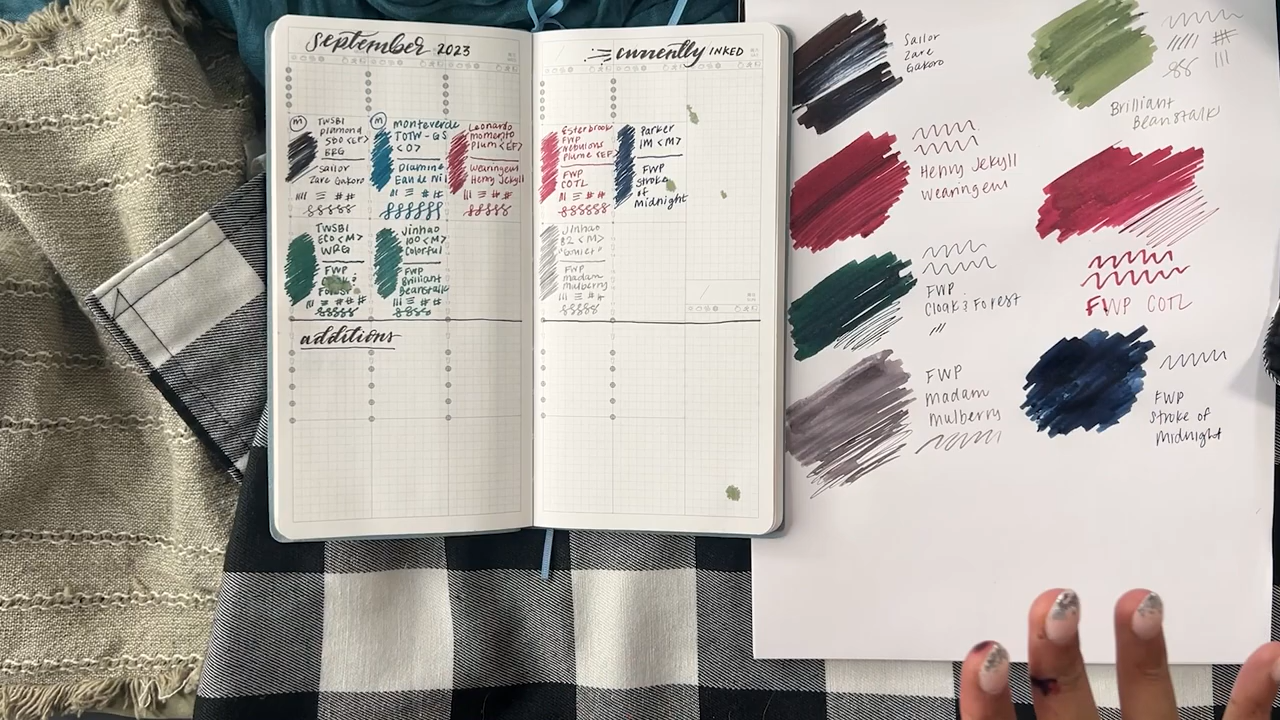 september 2023
M
TWSBI
Diamond
580 <EF>
BRG
Sailor
Zare Gakoro
M
monteverde
TOTW - GS
<O>
Diamine
Eau de Nil
Leonardo
momento
plum <EF>
Wearingeul
Henry Jekyll
TWSBI
ECO <M>
WRG
FWP
Jinhao
100 <M>
Colorful
FWP
Brilliant
Beanstalk
additions
currently INKED
Esterbrook
FWP
Nebulous
Plume <EF>
FWP
COTL
Parker
IM <M>
FWP
stroke
of
Midnight
Jinhao
82 <M>
FWP
madam
mulberry
Sailor
Zare
Gakoro
Brilliant
Beanstalk
Henry Jekyll
Wearingeul
FWP COTL
FWP
Cloak & Forest
FWP
madam
mulberry
FWP
Stroke of
Midnight